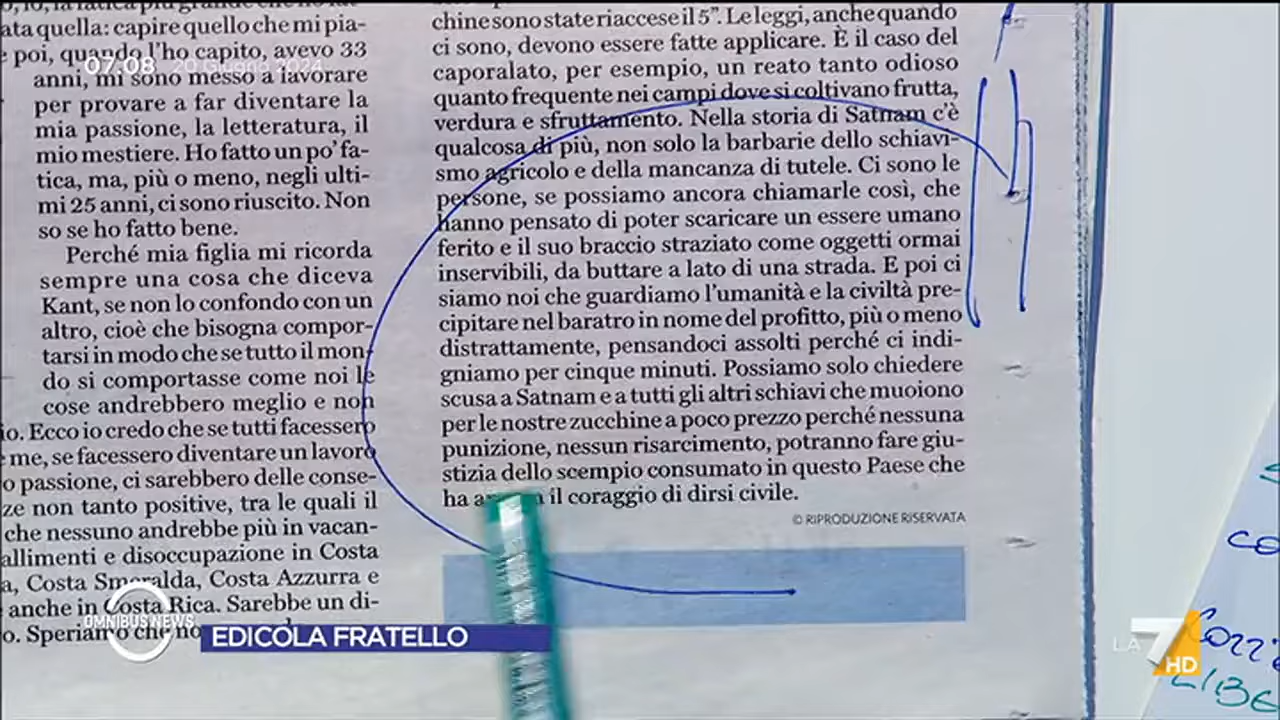 ata quella: capire quello che mi pia-
e poi, quando l'ho capito, avevo 33
anni, mi sono messo a lavorare
per provare a far diventare la
mia passione, la letteratura, il
mio mestiere. Ho fatto un po' fa-
tica, ma, più o meno, negli ulti-
mi 25 anni, ci sono riuscito. Non
so se ho fatto bene.
Perché mia figlia mi ricorda
sempre una cosa che diceva
Kant, se non lo confondo con un
altro, cioè che bisogna compor-
tarsi in modo che se tutto il mon-
do si comportasse come noi le
cose andrebbero meglio e non
io. Ecco io credo che se tutti facessero
e me, se facessero diventare un lavoro
o passione, ci sarebbero delle conse-
ze non tanto positive, tra le quali il
che nessuno andrebbe più in vacan-
allimenti e disoccupazione in Costa
a, Costa Smeralda, Costa Azzurra e
anche in Costa Rica. Sarebbe un di-
o. Speriamo che no
chine sono state riaccese il 5". Le leggi, anche quando
ci sono, devono essere fatte applicare. È il caso del
caporalato, per esempio, un reato tanto odioso
quanto frequente nei campi dove si coltivano frutta,
verdura e sfruttamento. Nella storia di Satnam c'è
qualcosa di più, non solo la barbarie dello schiavi-
smo agricolo e della mancanza di tutele. Ci sono le
persone, se possiamo ancora chiamarle così, che
hanno pensato di poter scaricare un essere umano
ferito e il suo braccio straziato come oggetti ormai
inservibili, da buttare a lato di una strada. E poi ci
siamo noi che guardiamo l'umanità e la civiltà pre-
cipitare nel baratro in nome del profitto, più o meno
distrattamente, pensandoci assolti perché ci indi-
gniamo per cinque minuti. Possiamo solo chiedere
scusa a Satnam e a tutti gli altri schiavi che muoiono
per le nostre zucchine a poco prezzo perché nessuna
punizione, nessun risarcimento, potranno fare giu-
stizia dello scempio consumato in questo Paese che
ha il coraggio di dirsi civile.
© RIPRODUZIONE RISERVATA
07:08 20 Giugno 2024
OMNIBUS NEWS
EDICOLA FRATELLO
LA 7 HD
CORR
LIBE